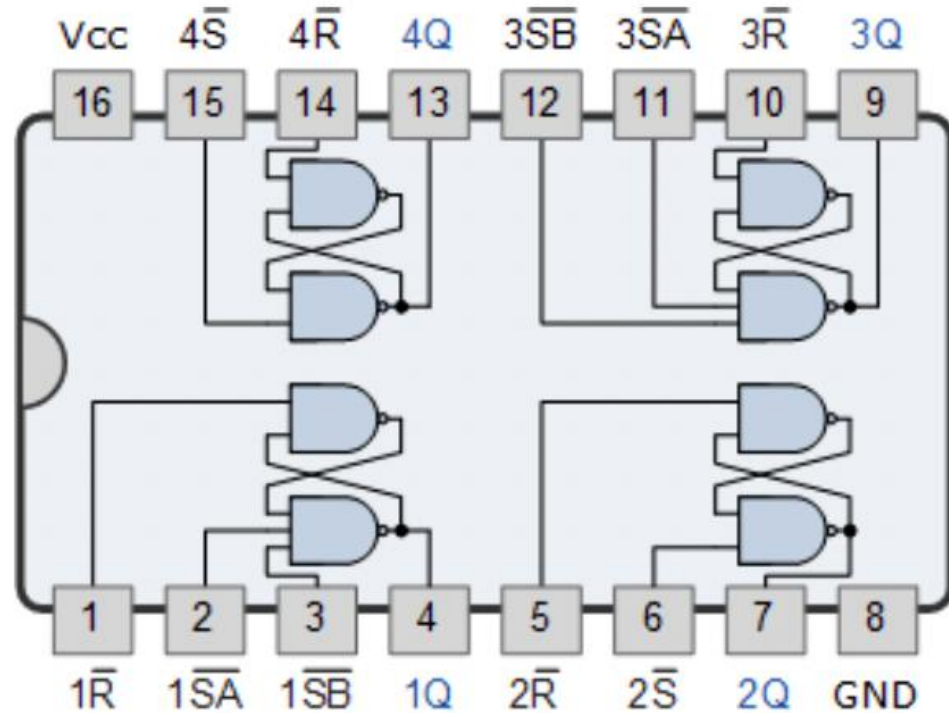 Vcc 4S̅ 4R̅ 4Q 3S̅B̅ 3S̅A̅ 3R̅ 3Q
16 15 14 13 12 11 10 9
1 2 3 4 5 6 7 8
1R̅ 1S̅A̅ 1S̅B̅ 1Q 2R̅ 2S̅ 2Q GND